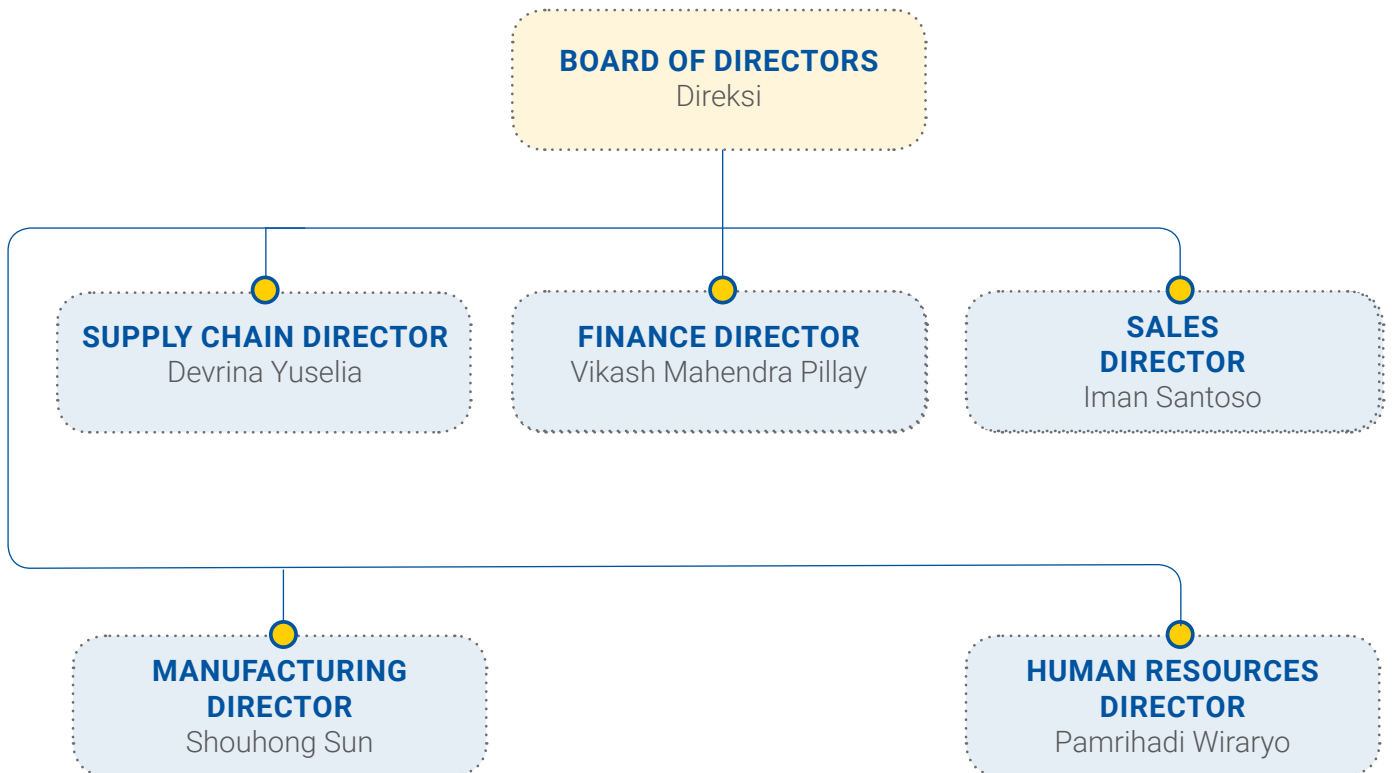 BOARD OF DIRECTORS
Direksi
SUPPLY CHAIN DIRECTOR
Devrina Yuselia
FINANCE DIRECTOR
Vikash Mahendra Pillay
SALES
DIRECTOR
Iman Santoso
MANUFACTURING
DIRECTOR
Shouhong Sun
HUMAN RESOURCES
DIRECTOR
Pamrihadi Wiraryo